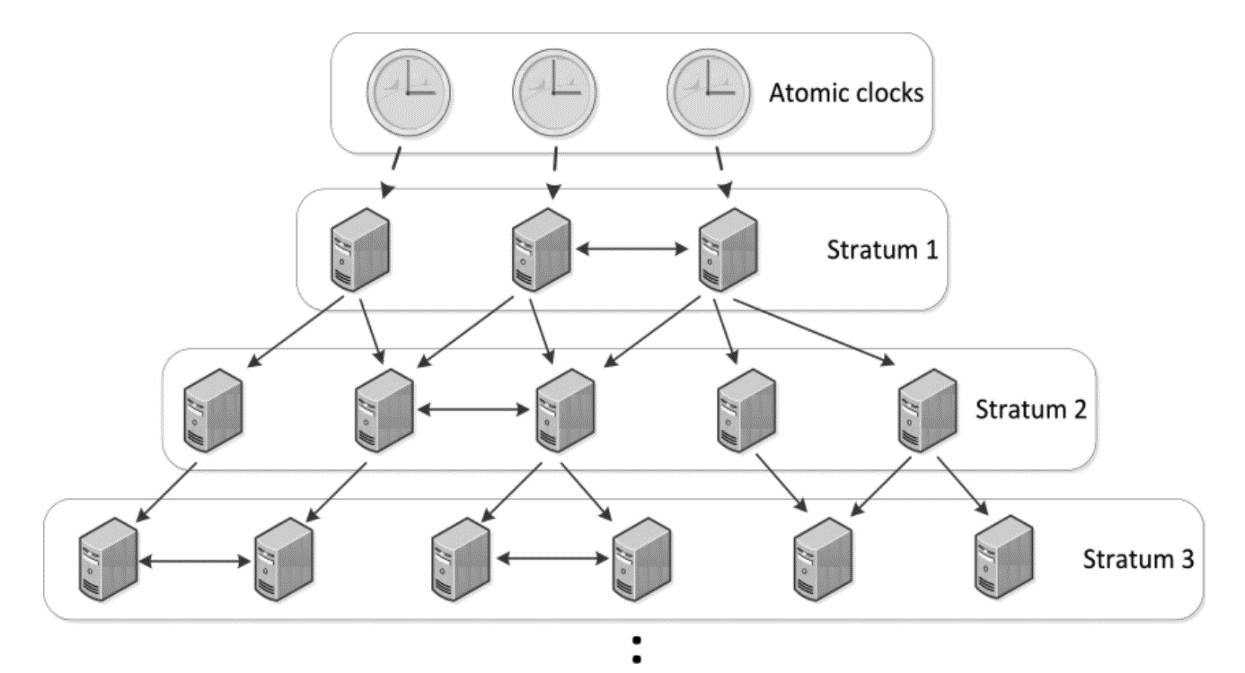 Atomic clocks
Stratum 1
Stratum 2
Stratum 3
: